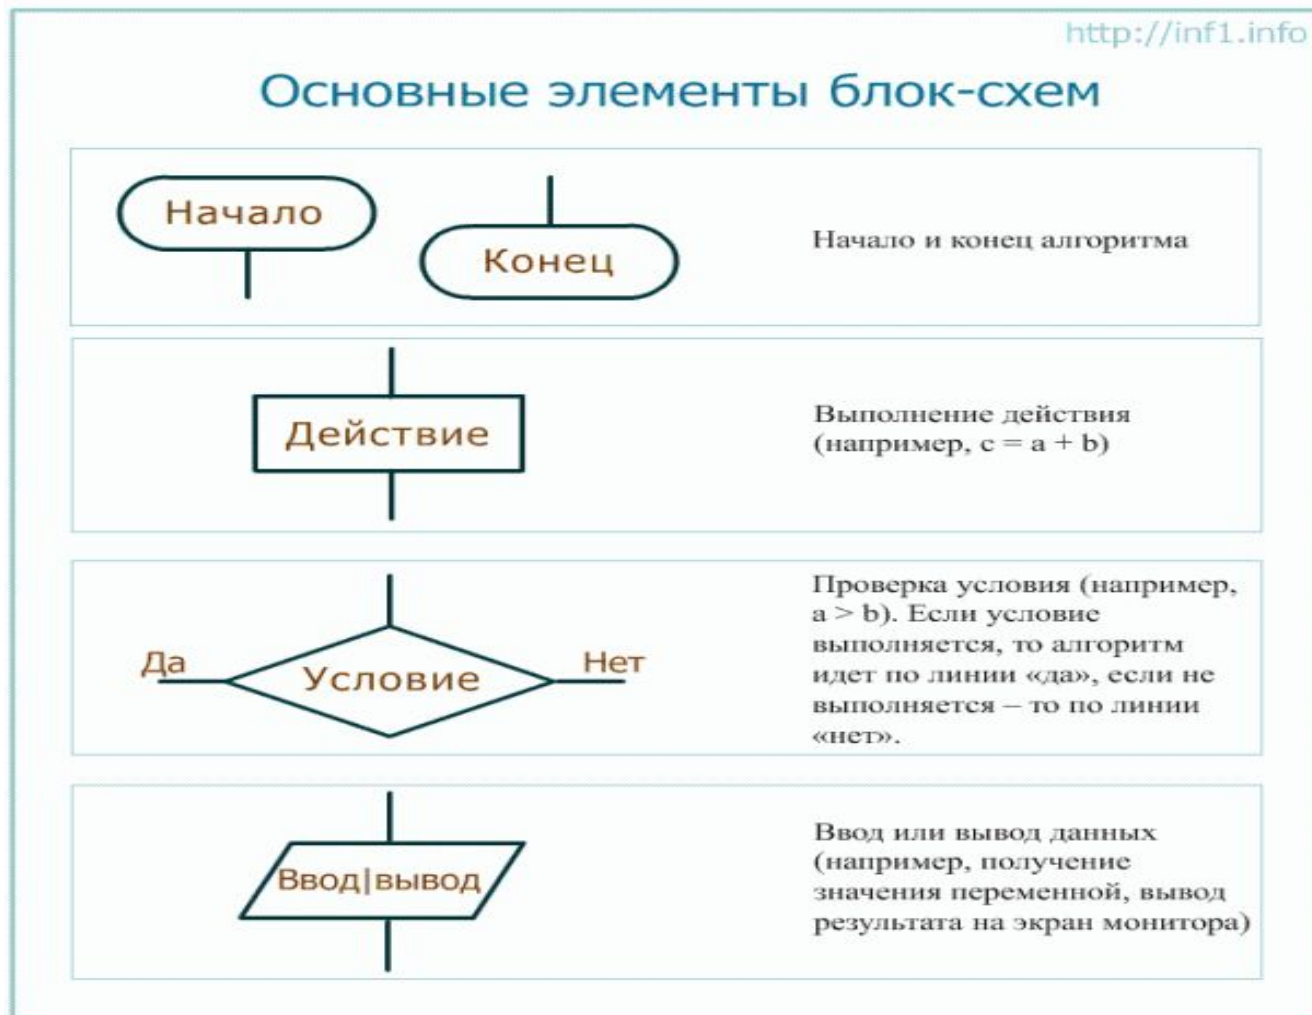 http://inf1.info
Основные элементы блок-схем
Начало
Конец
Начало и конец алгоритма
Действие
Выполнение действия
(например, c = a + b)
Да
Условие
Нет
Проверка условия (например,
a > b). Если условие
выполняется, то алгоритм
идет по линии «да», если не
выполняется – то по линии
«нет».
Ввод|вывод
Ввод или вывод данных
(например, получение
значения переменной, вывод
результата на экран монитора)